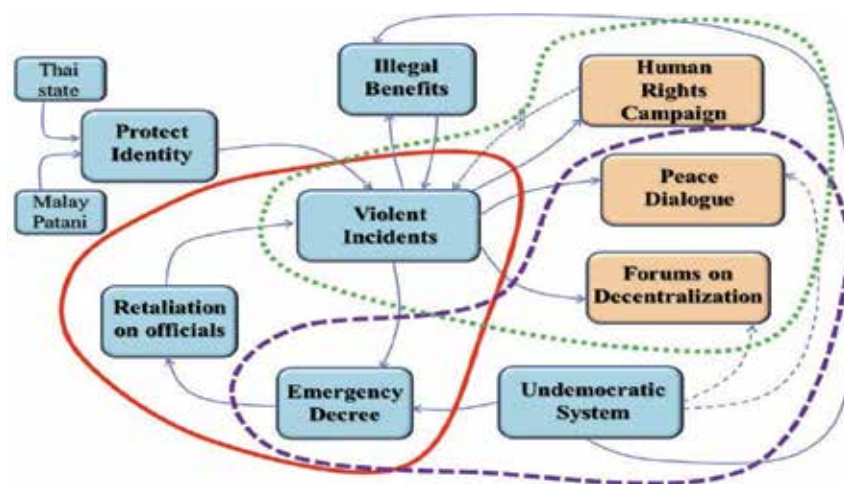 Thai
state
Protect
Identity
Malay
Patani
Illegal
Benefits
Human
Rights
Campaign
Violent
Incidents
Peace
Dialogue
Retaliation
on officials
Forums on
Decentralization
Emergency
Decree
Undemocratic
System